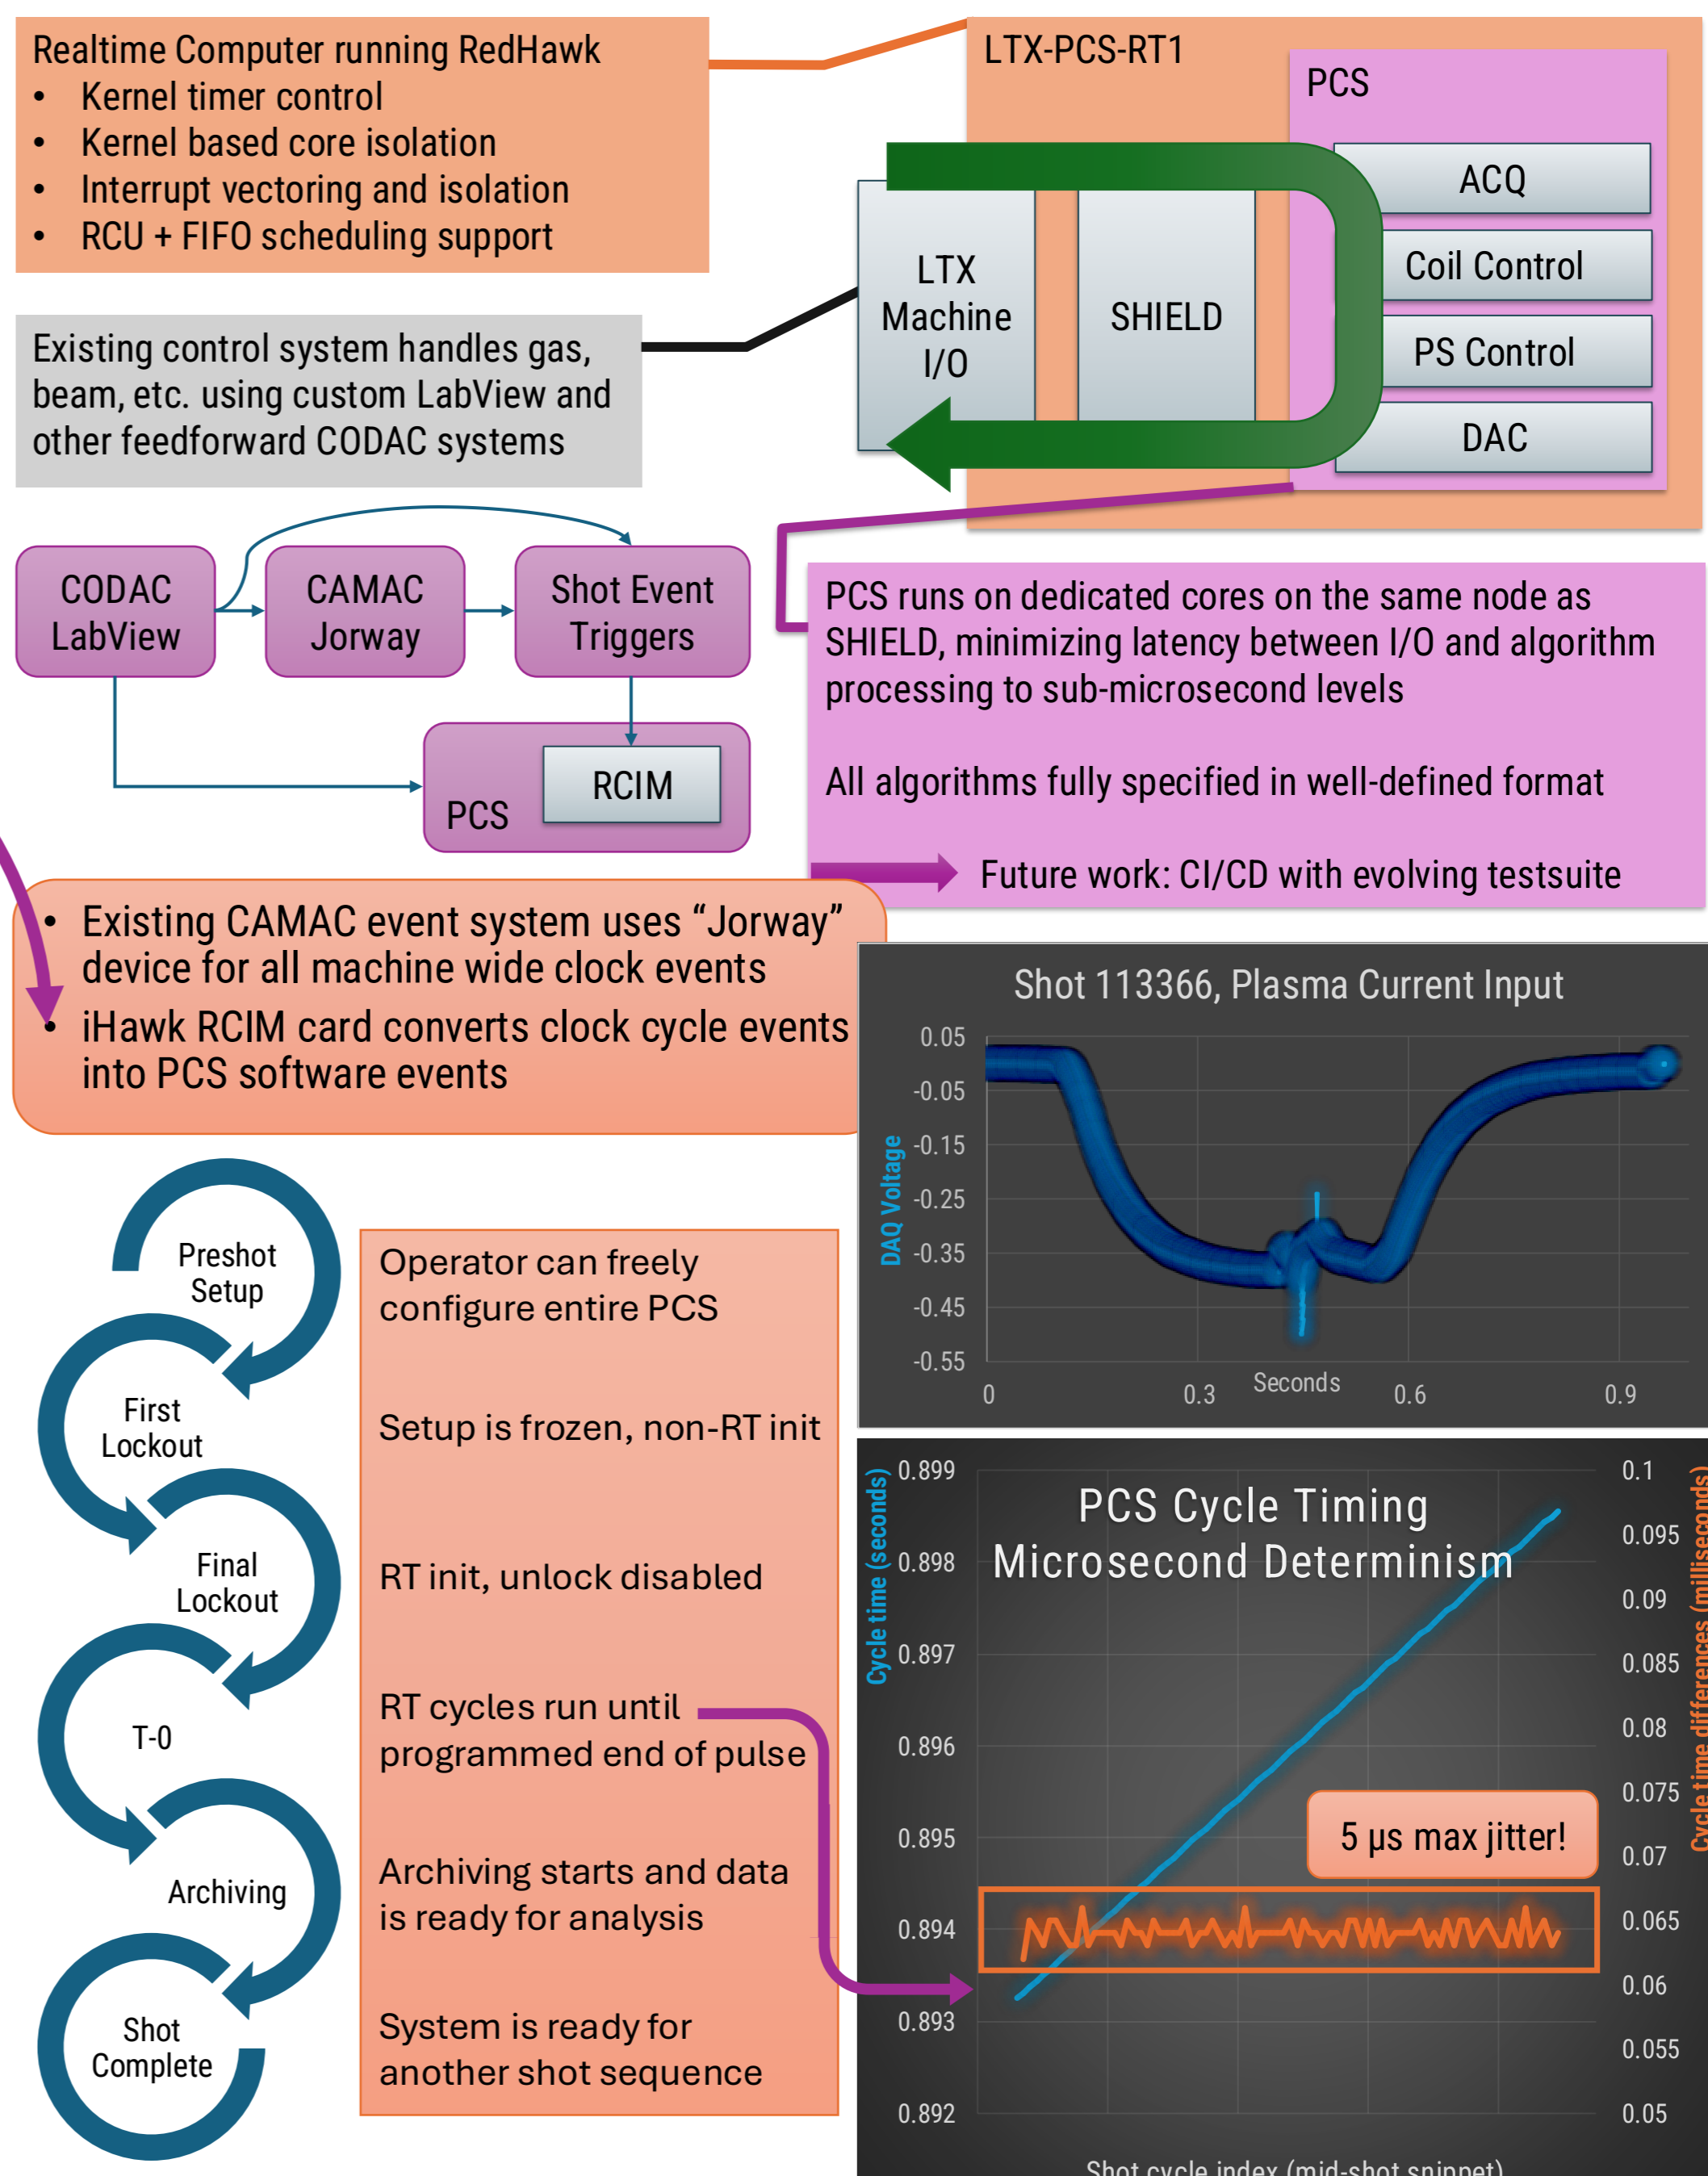 Realtime Computer running RedHawk
• Kernel timer control
• Kernel based core isolation
• Interrupt vectoring and isolation
• RCU + FIFO scheduling support
LTX-PCS-RT1
PCS
ACQ
Coil Control
PS Control
DAC
LTX
Machine
I/O
SHIELD
Existing control system handles gas,
beam, etc. using custom LabView and
other feedforward CODAC systems
CODAC
LabView
CAMAC
Jorway
Shot Event
Triggers
PCS
RCIM
PCS runs on dedicated cores on the same node as
SHIELD, minimizing latency between I/O and algorithm
processing to sub-microsecond levels
All algorithms fully specified in well-defined format
Future work: CI/CD with evolving testsuite
• Existing CAMAC event system uses “Jorway”
device for all machine wide clock events
• iHawk RCIM card converts clock cycle events
into PCS software events
Shot 113366, Plasma Current Input
DAQ Voltage
0.05
-0.05
-0.15
-0.25
-0.35
-0.45
-0.55
0
0.3
0.6
0.9
Seconds
Preshot
Setup
First
Lockout
Final
Lockout
T-0
Archiving
Shot
Complete
Operator can freely
configure entire PCS
Setup is frozen, non-RT init
RT init, unlock disabled
RT cycles run until
programmed end of pulse
Archiving starts and data
is ready for analysis
System is ready for
another shot sequence
PCS Cycle Timing
Microsecond Determinism
Cycle time (seconds)
0.899
0.898
0.897
0.896
0.895
0.894
0.893
0.892
5 µs max jitter!
0.1
0.095
0.09
0.085
0.08
0.075
0.07
0.065
0.06
0.055
0.05
Cycle time differences (milliseconds)
Shot cycle index (mid-shot snippet)